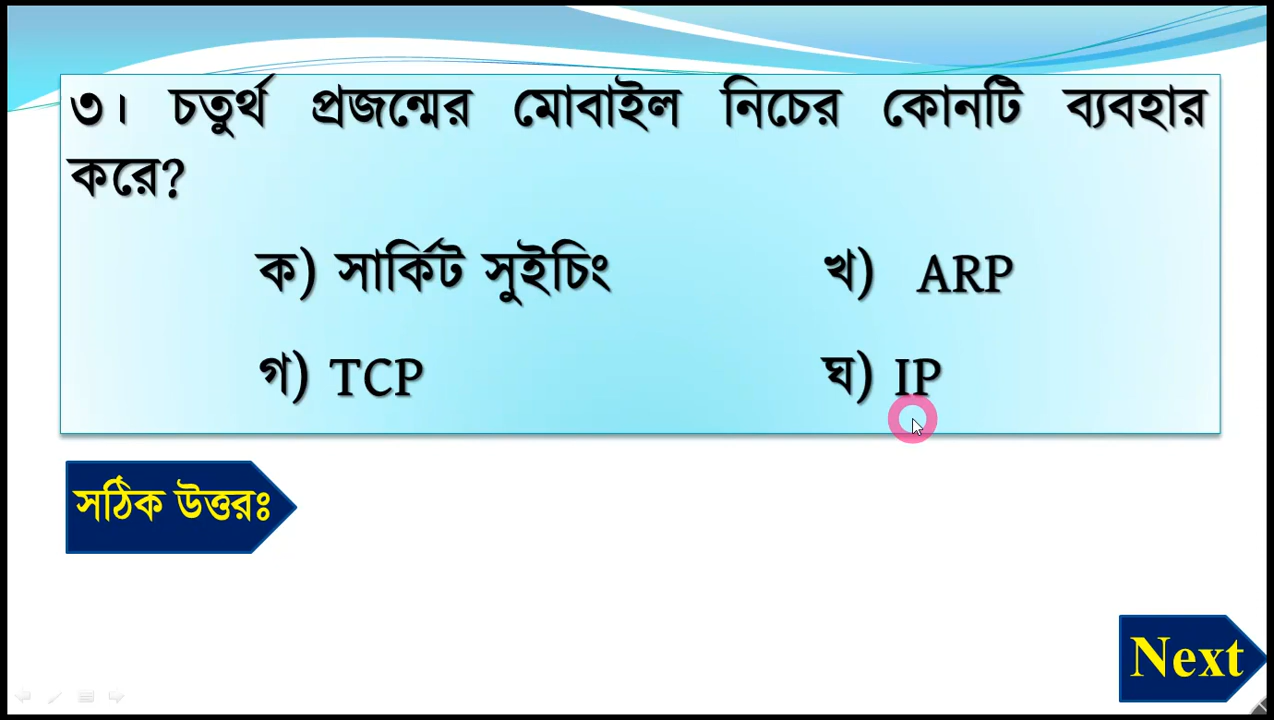 ৩। চতুর্থ প্রজন্মের মোবাইল নিচের কোনটি ব্যবহার
করে?
ক) সার্কিট সুইচিং খ) ARP
গ) TCP ঘ) IP
সঠিক উত্তরঃ
Next